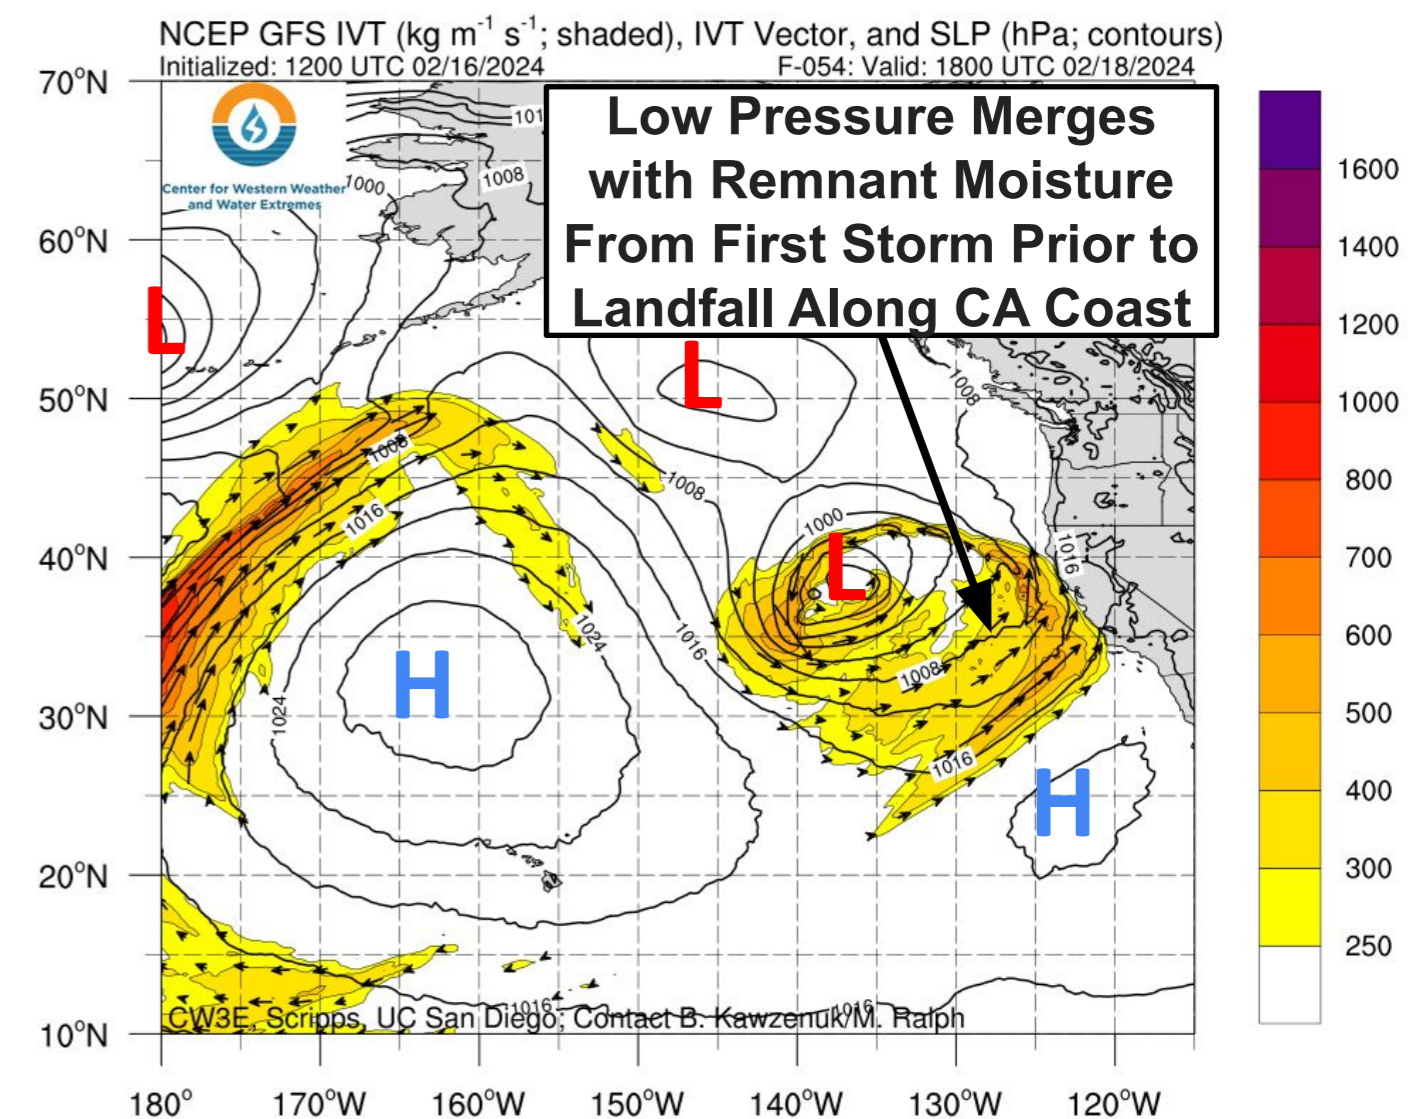 NCEP GFS IVT (kg m⁻¹ s⁻¹; shaded), IVT Vector, and SLP (hPa; contours)
Initialized: 1200 UTC 02/16/2024
F-054: Valid: 1800 UTC 02/18/2024
Center for Western Weather
and Water Extremes
Low Pressure Merges
with Remnant Moisture
From First Storm Prior to
Landfall Along CA Coast
70°N
60°N
50°N
40°N
30°N
20°N
10°N
101
1008
1000
L
L
1008
1008
1008
1016
1000
L
1016
1024
1016
H
1008
1024
1016
H
1016
1016
CW3E, Scripps, UC San Diego; Contact B. Kawzenuk/M. Ralph
180°
170°W
160°W
150°W
140°W
130°W
120°W
1600
1400
1200
1000
800
700
600
500
400
300
250